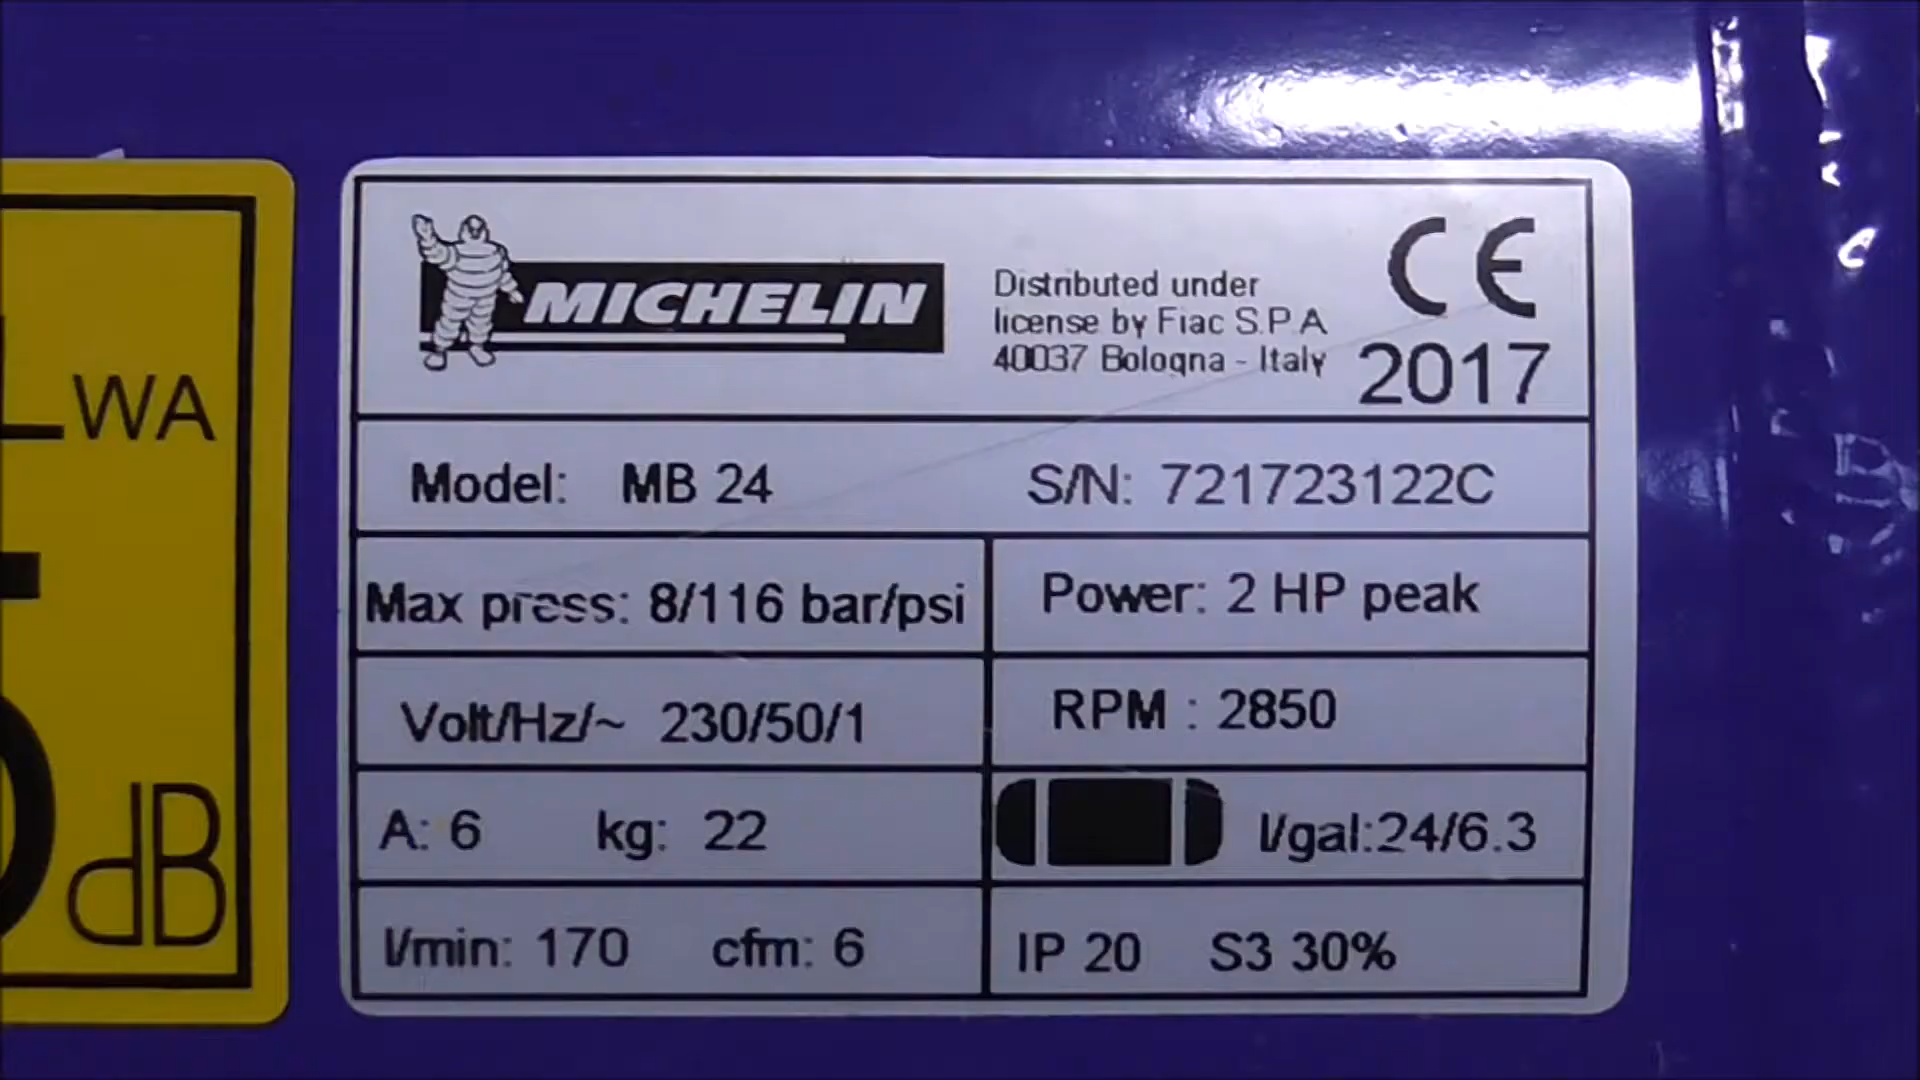 MICHELIN
Distributed under
license by Fiac S.P.A
40037 Bologna - Italy
CE
2017
Model: MB 24 S/N: 721723122C
Max press: 8/116 bar/psi
Power: 2 HP peak
Volt/Hz/~ 230/50/1
RPM : 2850
A: 6 kg: 22
l/gal:24/6.3
l/min: 170 cfm: 6
IP 20 S3 30%
LWA
dB